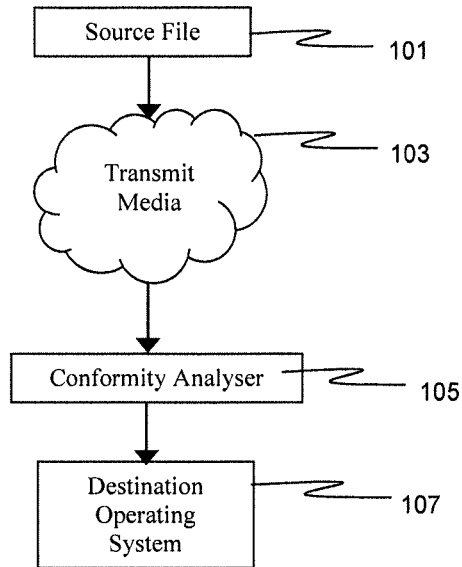 Source File
101
Transmit
Media
103
Conformity Analyser
105
Destination
Operating
System
107